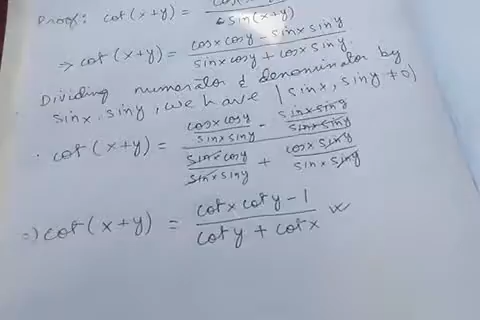 Proof: cot(x+y) = cos(x+y) / sin(x+y)
→ cot(x+y) = cosx cosy - sinx siny / sinx cosy + cosx siny
Dividing numerator & denominator by
sinx. siny, we have | sinx, siny ≠ 0)
. cot(x+y) = cosx cosy / sinx siny - sinx siny / sinx siny / sinx cosy / sinx siny + cosx siny / sinx siny
=> cot(x+y) = cotx coty - 1 / coty + cotx